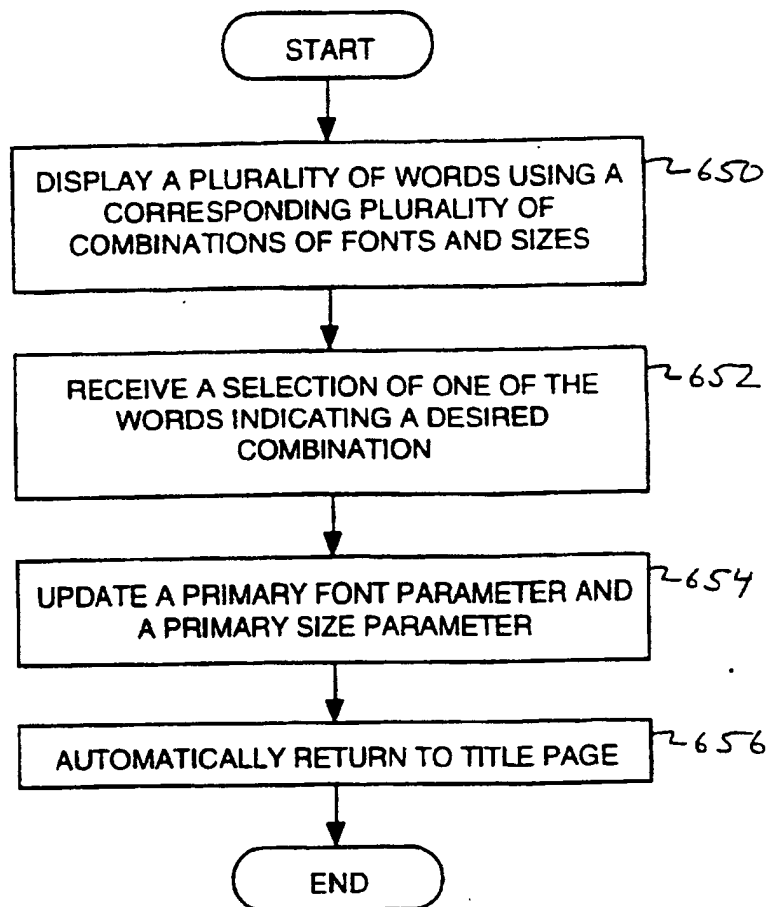 START
DISPLAY A PLURALITY OF WORDS USING A
CORRESPONDING PLURALITY OF
COMBINATIONS OF FONTS AND SIZES
650
RECEIVE A SELECTION OF ONE OF THE
WORDS INDICATING A DESIRED
COMBINATION
652
UPDATE A PRIMARY FONT PARAMETER AND
A PRIMARY SIZE PARAMETER
654
AUTOMATICALLY RETURN TO TITLE PAGE
656
END